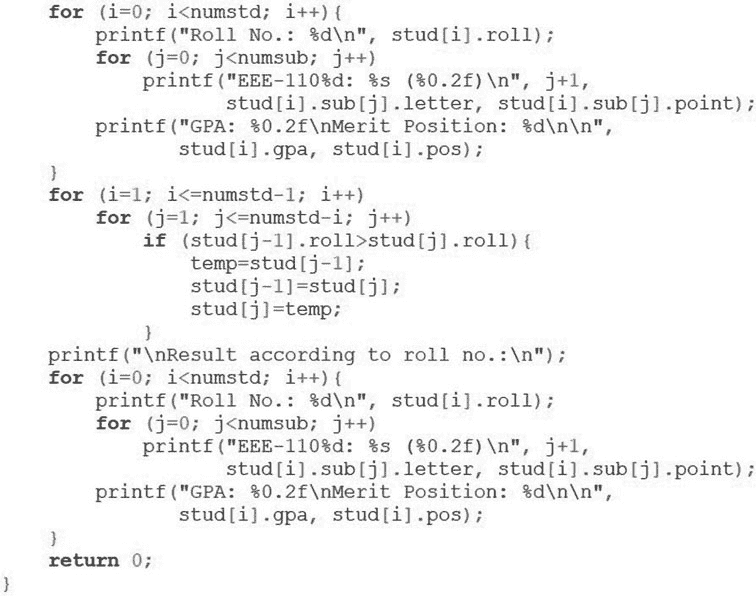 for (i=0; i<numstd; i++){
printf("Roll No.: %d\n", stud[i].roll);
for (j=0; j<numsub; j++)
printf("EEE-110%d: %s (%0.2f)\n", j+1,
stud[i].sub[j].letter, stud[i].sub[j].point);
printf("GPA: %0.2f\nMerit Position: %d\n\n",
stud[i].gpa, stud[i].pos);
}
for (i=1; i<=numstd-1; i++)
for (j=1; j<=numstd-i; j++)
if (stud[j-1].roll>stud[j].roll){
temp=stud[j-1];
stud[j-1]=stud[j];
stud[j]=temp;
}
printf("\nResult according to roll no.:\n");
for (i=0; i<numstd; i++){
printf("Roll No.: %d\n", stud[i].roll);
for (j=0; j<numsub; j++)
printf("EEE-110%d: %s (%0.2f)\n", j+1,
stud[i].sub[j].letter, stud[i].sub[j].point);
printf("GPA: %0.2f\nMerit Position: %d\n\n",
stud[i].gpa, stud[i].pos);
}
return 0;
}